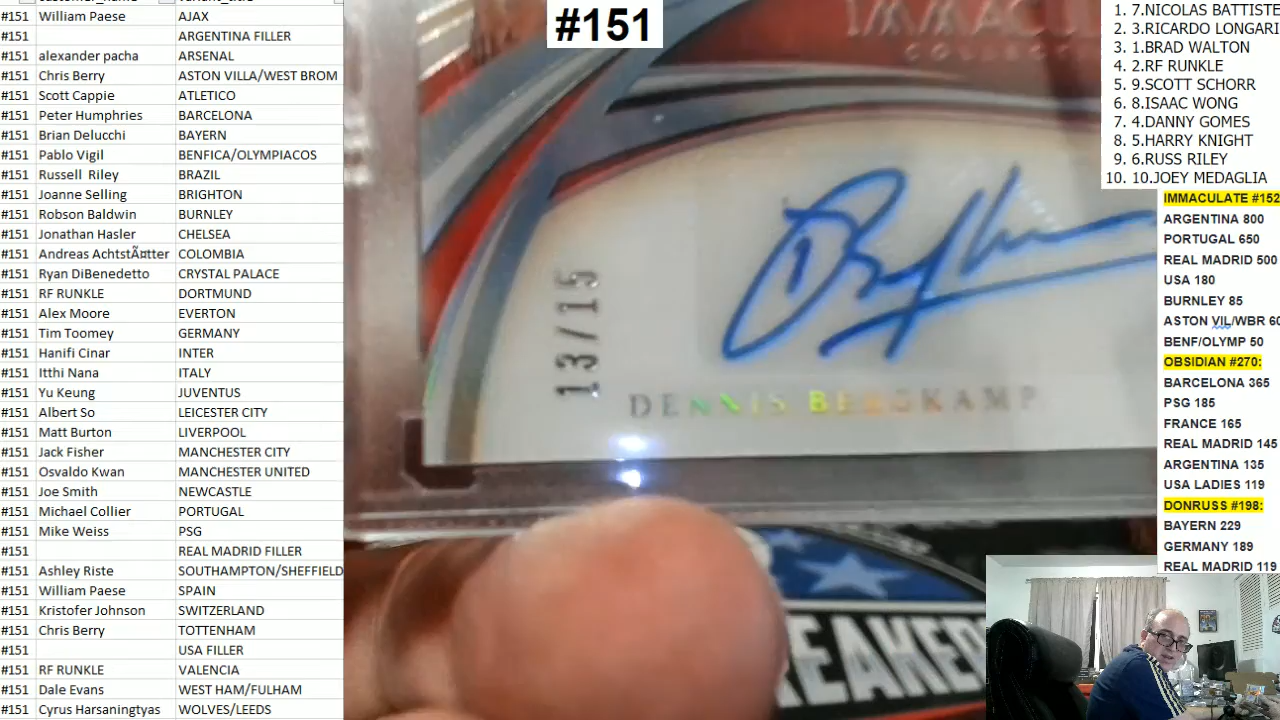 #151 William Paese AJAX
#151 ARGENTINA FILLER
#151 alexander pacha ARSENAL
#151 Chris Berry ASTON VILLA/WEST BROM
#151 Scott Cappie ATLETICO
#151 Peter Humphries BARCELONA
#151 Brian Delucchi BAYERN
#151 Pablo Vigil BENFICA/OLYMPIACOS
#151 Russell Riley BRAZIL
#151 Joanne Selling BRIGHTON
#151 Robson Baldwin BURNLEY
#151 Jonathan Hasler CHELSEA
#151 Andreas AchtstÃ¤tter COLOMBIA
#151 Ryan DiBenedetto CRYSTAL PALACE
#151 RF RUNKLE DORTMUND
#151 Alex Moore EVERTON
#151 Tim Toomey GERMANY
#151 Hanifi Cinar INTER
#151 Itthi Nana ITALY
#151 Yu Keung JUVENTUS
#151 Albert So LEICESTER CITY
#151 Matt Burton LIVERPOOL
#151 Jack Fisher MANCHESTER CITY
#151 Osvaldo Kwan MANCHESTER UNITED
#151 Joe Smith NEWCASTLE
#151 Michael Collier PORTUGAL
#151 Mike Weiss PSG
#151 REAL MADRID FILLER
#151 Ashley Riste SOUTHAMPTON/SHEFFIELD
#151 William Paese SPAIN
#151 Kristofer Johnson SWITZERLAND
#151 Chris Berry TOTTENHAM
#151 USA FILLER
#151 RF RUNKLE VALENCIA
#151 Dale Evans WEST HAM/FULHAM
#151 Cyrus Harsaningtyas WOLVES/LEEDS
#151
13/15
DENNIS BERGKAMP
EAKERS
1. 7.NICOLAS BATTISTE
2. 3.RICARDO LONGARI
3. 1.BRAD WALTON
4. 2.RF RUNKLE
5. 9.SCOTT SCHORR
6. 8.ISAAC WONG
7. 4.DANNY GOMES
8. 5.HARRY KNIGHT
9. 6.RUSS RILEY
10. 10.JOEY MEDAGLIA
IMMACULATE #152
ARGENTINA 800
PORTUGAL 650
REAL MADRID 500
USA 180
BURNLEY 85
ASTON VIL/WBR 60
BENF/OLYMP 50
OBSIDIAN #270:
BARCELONA 365
PSG 185
FRANCE 165
REAL MADRID 145
ARGENTINA 135
USA LADIES 119
DONRUSS #198:
BAYERN 229
GERMANY 189
REAL MADRID 119